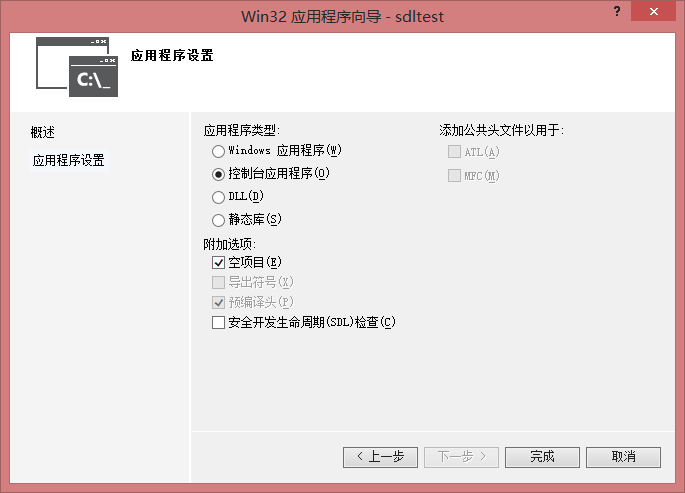 Win32 应用程序向导 - sdltest
? ×
C:\_
应用程序设置
概述
应用程序设置
应用程序类型:
Windows 应用程序(W)
控制台应用程序(O)
DLL(D)
静态库(S)
附加选项:
空项目(E)
导出符号(X)
预编译头(P)
安全开发生命周期(SDL)检查(C)
添加公共头文件以用于:
ATL(A)
MFC(M)
< 上一步
下一步 >
完成
取消